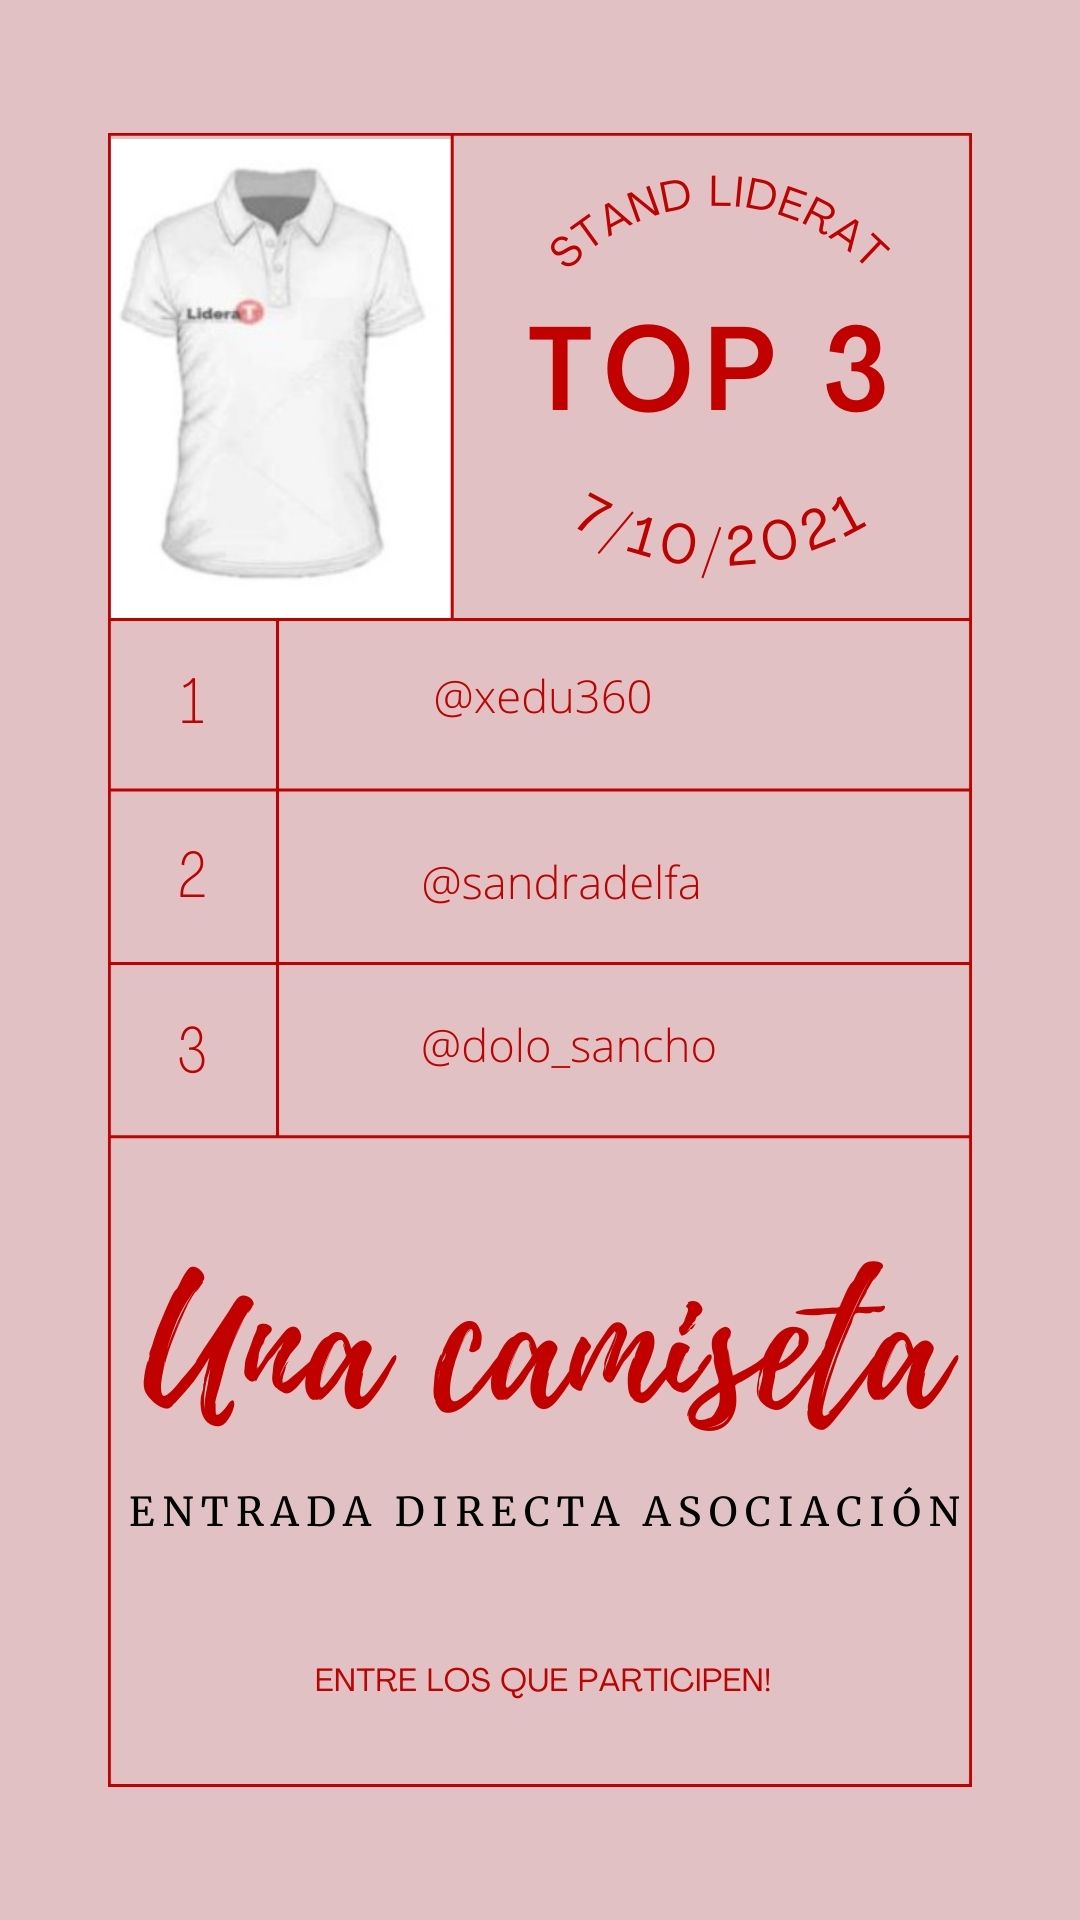 LideraT
STAND LIDERAT
TOP 3
7/10/2021
1
@xedu360
2
@sandradelfa
3
@dolo_sancho
Una camiseta
ENTRADA DIRECTA ASOCIACIÓN
ENTRE LOS QUE PARTICIPEN!